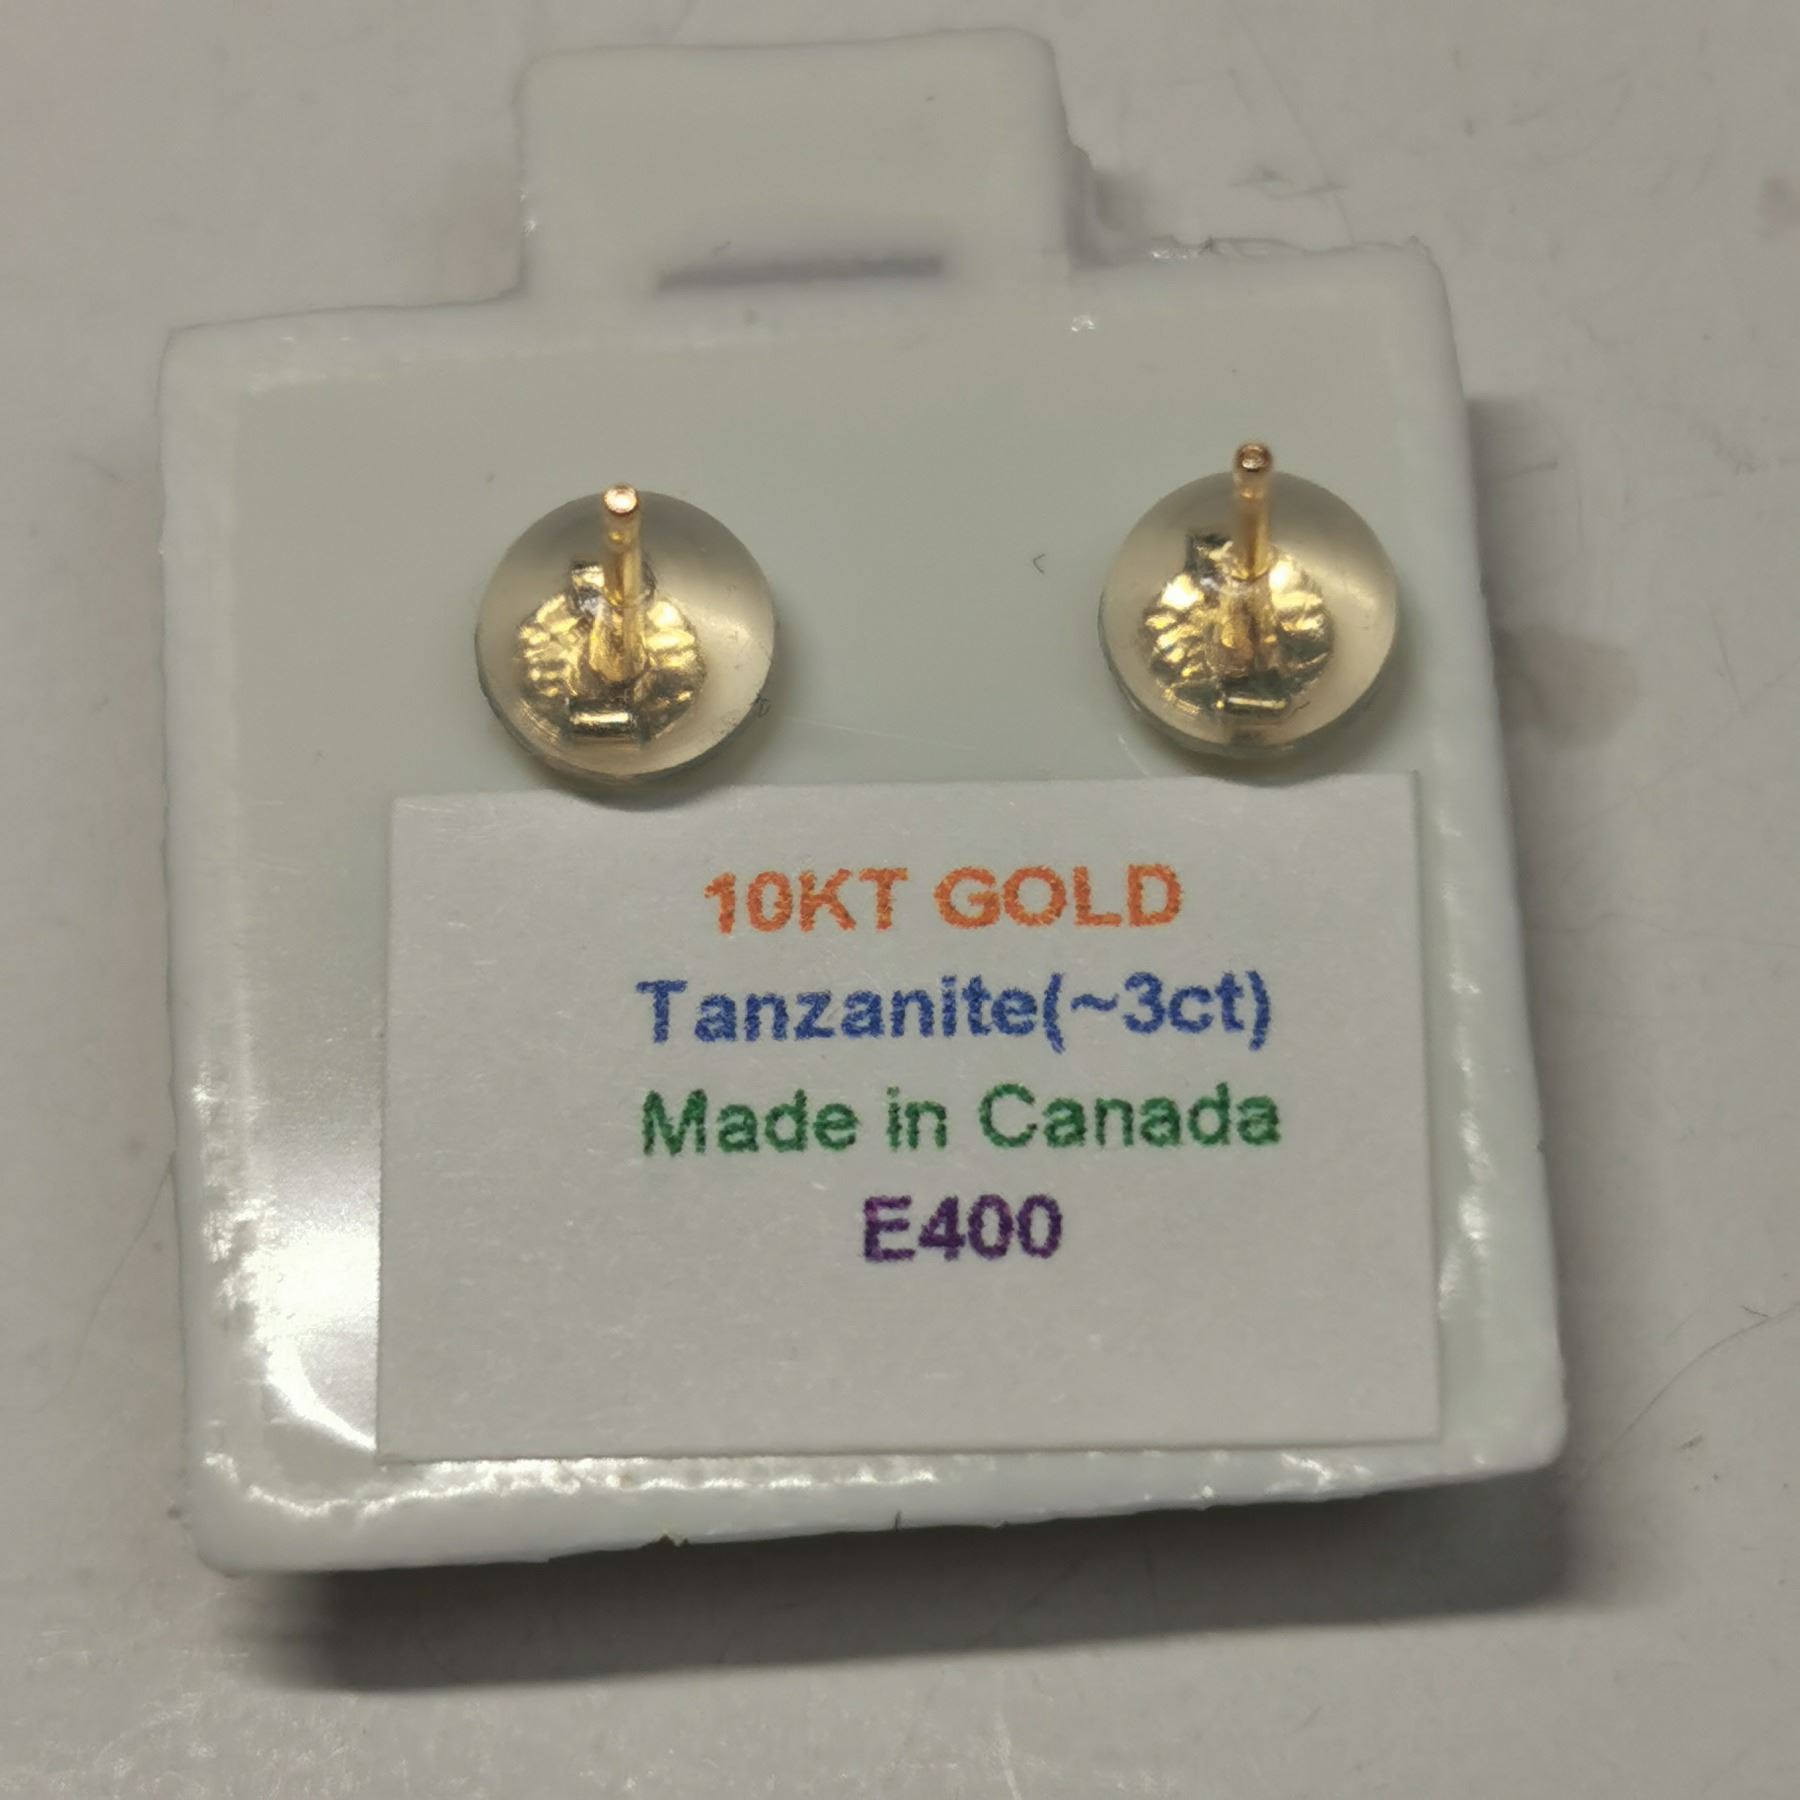 10KT GOLD
Tanzanite(~3ct)
Made in Canada
E400